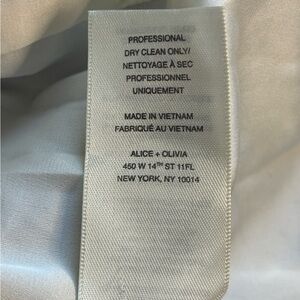 PROFESSIONAL
DRY CLEAN ONLY/
NETTOYAGE À SEC
PROFESSIONNEL
UNIQUEMENT
MADE IN VIETNAM
FABRIQUÉ AU VIETNAM
ALICE + OLIVIA
450 W 14TH ST 11FL
NEW YORK, NY 10014